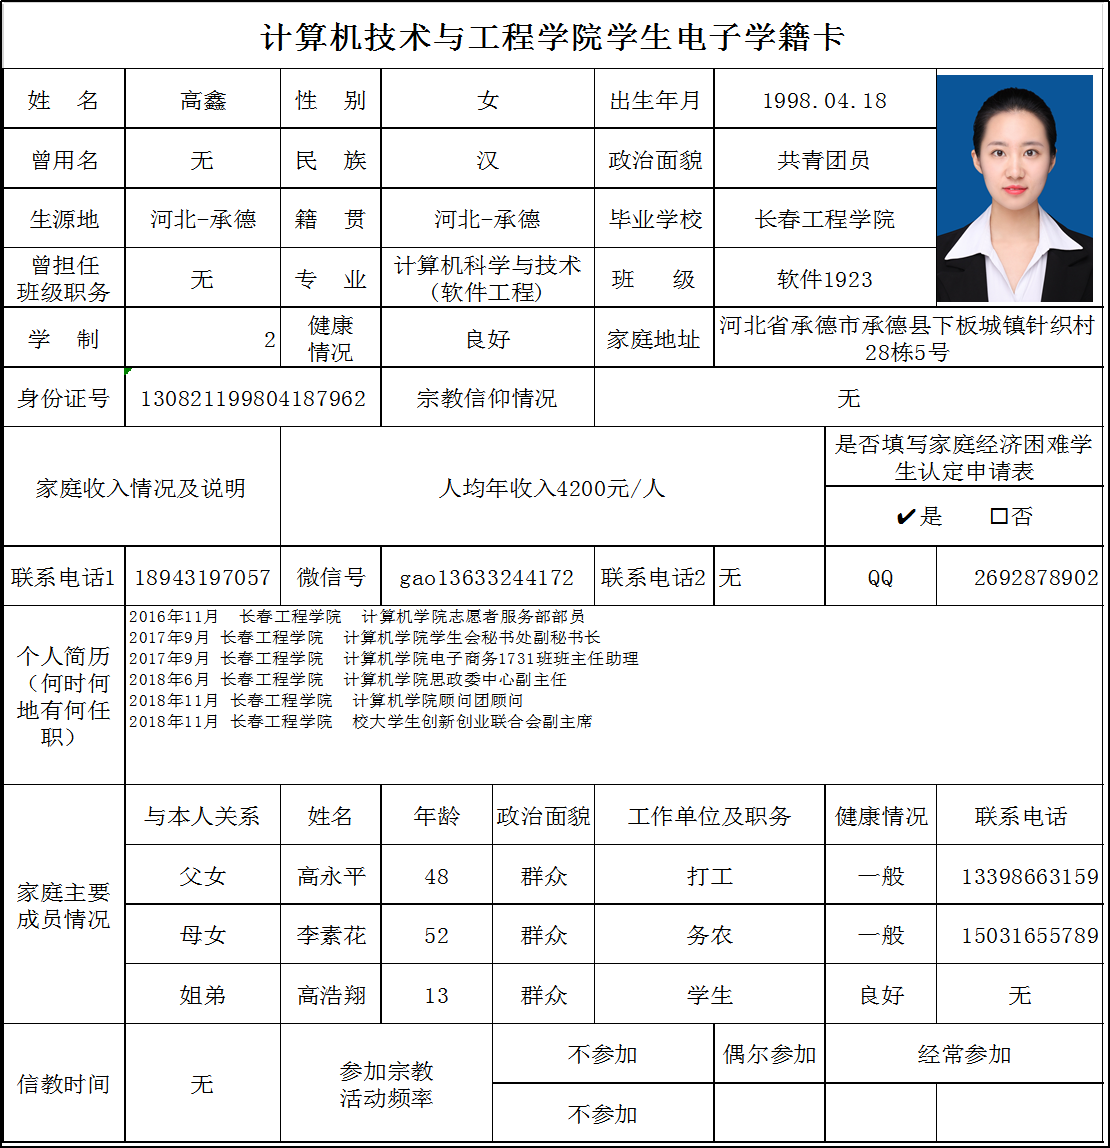 计算机技术与工程学院学生电子学籍卡
姓 名 高鑫 性 别 女 出生年月 1998.04.18
曾用名 无 民 族 汉 政治面貌 共青团员
生源地 河北-承德 籍 贯 河北-承德 毕业学校 长春工程学院
曾担任
班级职务 无 专 业 计算机科学与技术
(软件工程) 班 级 软件1923
学 制 2 健康
情况 良好 家庭地址 河北省承德市承德县下板城镇针织村
28栋5号
身份证号 130821199804187962 宗教信仰情况 无
家庭收入情况及说明 人均年收入4200元/人 是否填写家庭经济困难学
生认定申请表
✔是 □否
联系电话1 18943197057 微信号 gao13633244172 联系电话2 无 QQ 2692878902
个人简历
（何时何
地有何任
职）
2016年11月 长春工程学院 计算机学院志愿者服务部部员
2017年9月 长春工程学院 计算机学院学生会秘书处副秘书长
2017年9月 长春工程学院 计算机学院电子商务1731班班主任助理
2018年6月 长春工程学院 计算机学院思政委中心副主任
2018年11月 长春工程学院 计算机学院顾问团顾问
2018年11月 长春工程学院 校大学生创新创业联合会副主席
家庭主要
成员情况
与本人关系 姓名 年龄 政治面貌 工作单位及职务 健康情况 联系电话
父女 高永平 48 群众 打工 一般 13398663159
母女 李素花 52 群众 务农 一般 15031655789
姐弟 高浩翔 13 群众 学生 良好 无
信教时间 无 参加宗教
活动频率 不参加 偶尔参加 经常参加
不参加